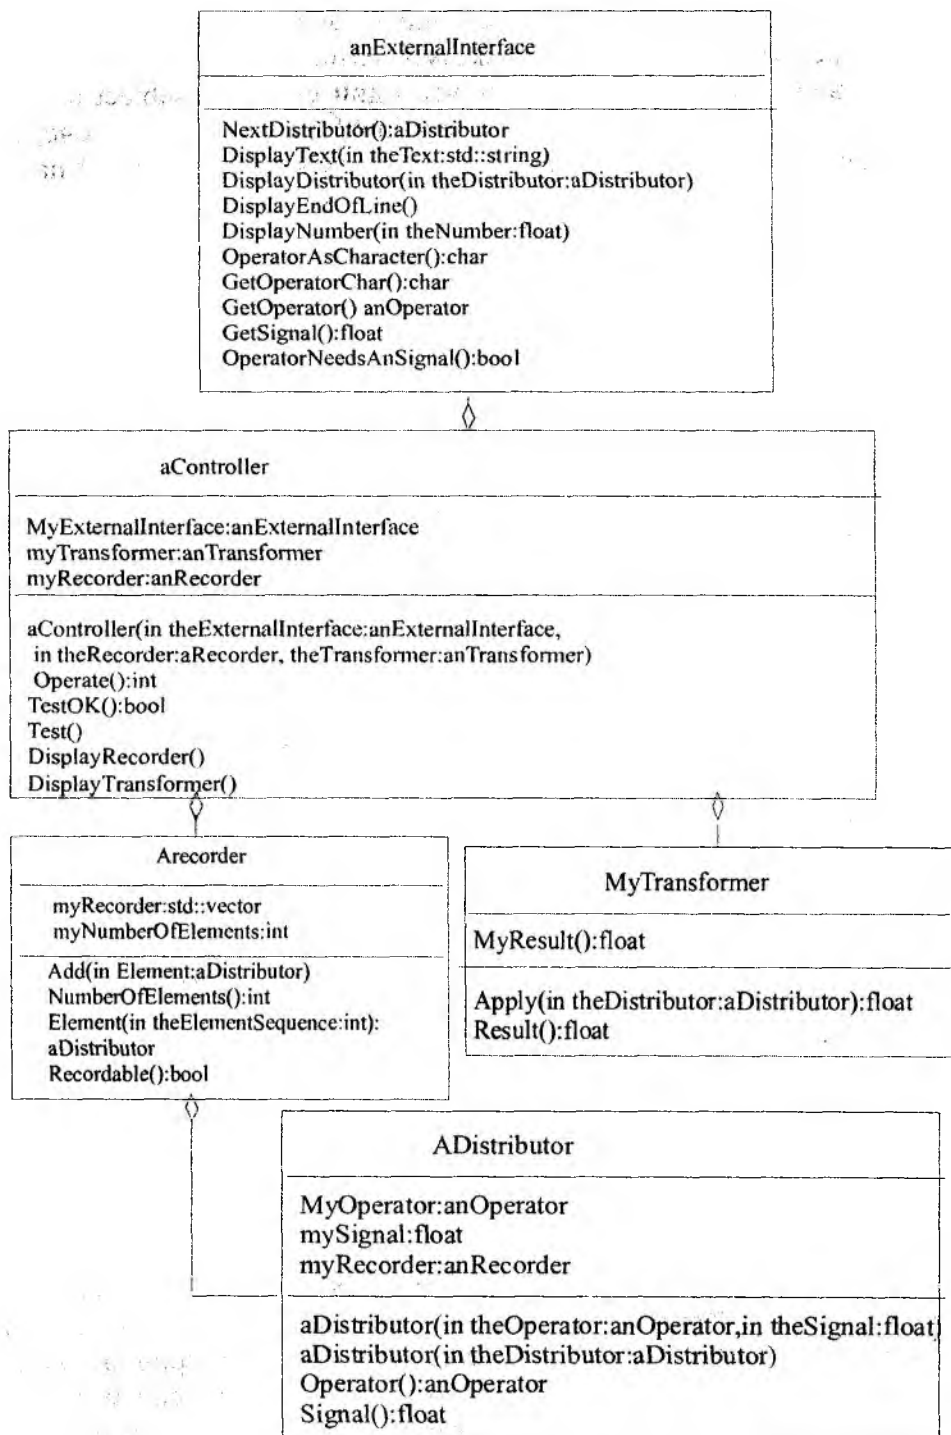 anExternalInterface
NextDistributor():aDistributor
DisplayText(in theText:std::string)
DisplayDistributor(in theDistributor:aDistributor)
DisplayEndOfLine()
DisplayNumber(in theNumber:float)
OperatorAsCharacter():char
GetOperatorChar():char
GetOperator() anOperator
GetSignal():float
OperatorNeedsAnSignal():bool
aController
MyExternalInterface:anExternalInterface
myTransformer:anTransformer
myRecorder:anRecorder
aController(in theExternalInterface:anExternalInterface,
in theRecorder:aRecorder, theTransformer:anTransformer)
Operate():int
TestOK():bool
Test()
DisplayRecorder()
DisplayTransformer()
Arecorder
myRecorder:std::vector
myNumberOfElements:int
Add(in Element:aDistributor)
NumberOfElements():int
Element(in theElementSequence:int):
aDistributor
Recordable():bool
MyTransformer
MyResult():float
Apply(in theDistributor:aDistributor):float
Result():float
ADistributor
MyOperator:anOperator
mySignal:float
myRecorder:anRecorder
aDistributor(in theOperator:anOperator,in theSignal:float)
aDistributor(in theDistributor:aDistributor)
Operator():anOperator
Signal():float